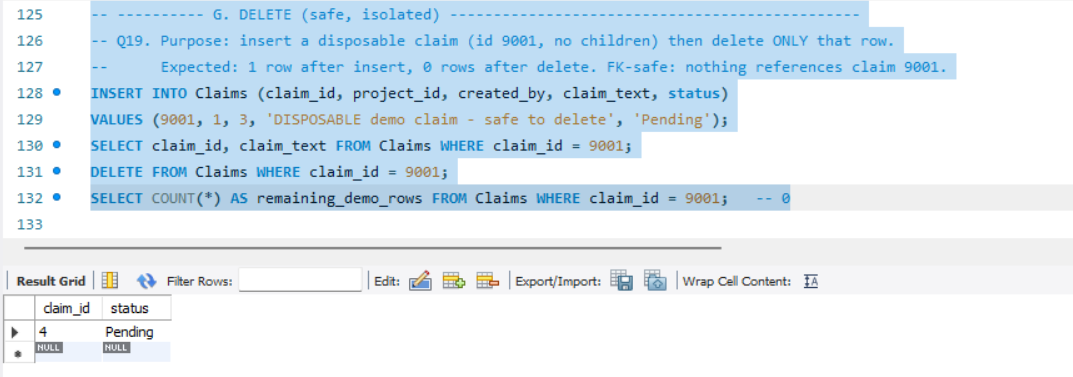 125 -- ---------- G. DELETE (safe, isolated) --------------------------------------------
126 -- Q19. Purpose: insert a disposable claim (id 9001, no children) then delete ONLY that row.
127 --      Expected: 1 row after insert, 0 rows after delete. FK-safe: nothing references claim 9001.
128 INSERT INTO Claims (claim_id, project_id, created_by, claim_text, status)
129 VALUES (9001, 1, 3, 'DISPOSABLE demo claim - safe to delete', 'Pending');
130 SELECT claim_id, claim_text FROM Claims WHERE claim_id = 9001;
131 DELETE FROM Claims WHERE claim_id = 9001;
132 SELECT COUNT(*) AS remaining_demo_rows FROM Claims WHERE claim_id = 9001;   -- 0
133
Result Grid Filter Rows: Edit: Export/Import: Wrap Cell Content: IA
claim_id status
4 Pending
NULL NULL